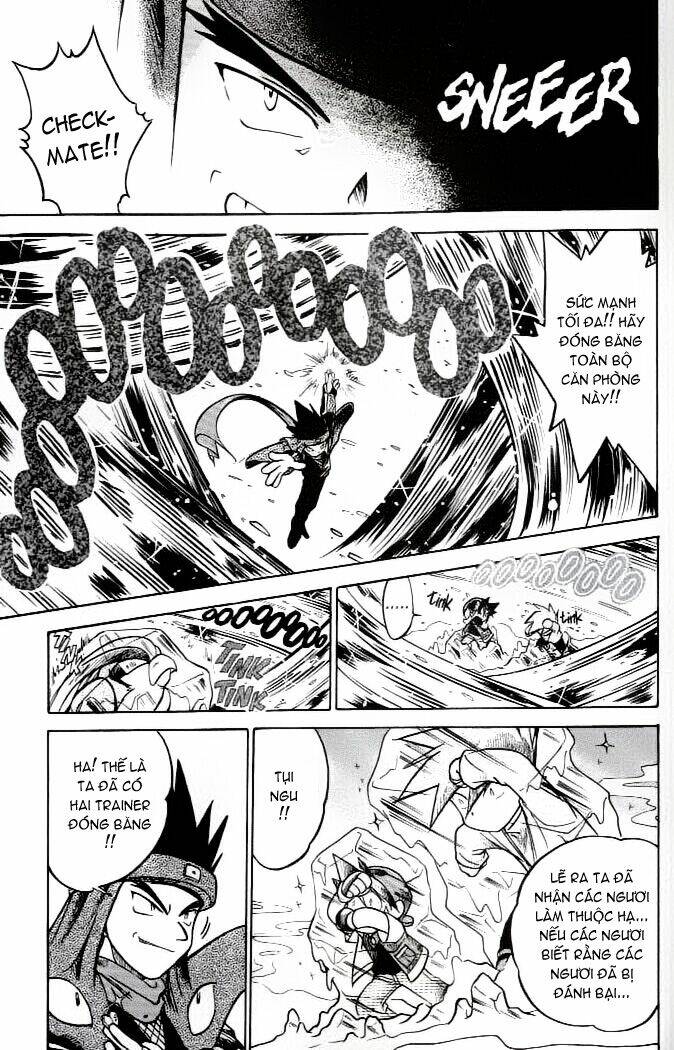 SNEEER
CHECK-
MATE!!
SỨC MẠNH
TỐI ĐA!! HÃY
ĐÓNG BĂNG
TOÀN BỘ
CĂN PHÒNG
NÀY!!
OOOOOOOO
......
tink
tink
OOOOOOOO
TINK
TINK
TINK
LẼ RA TA ĐÃ
NHẬN CÁC NGƯƠI
LÀM THUỘC HẠ...
NẾU CÁC NGƯƠI
BIẾT RẰNG CÁC
NGƯƠI ĐÃ BỊ
ĐÁNH BẠI...
TỤI
NGU
!!
HA! THẾ LÀ
TA ĐÃ CÓ
HAI TRAINER
ĐÓNG BĂNG!